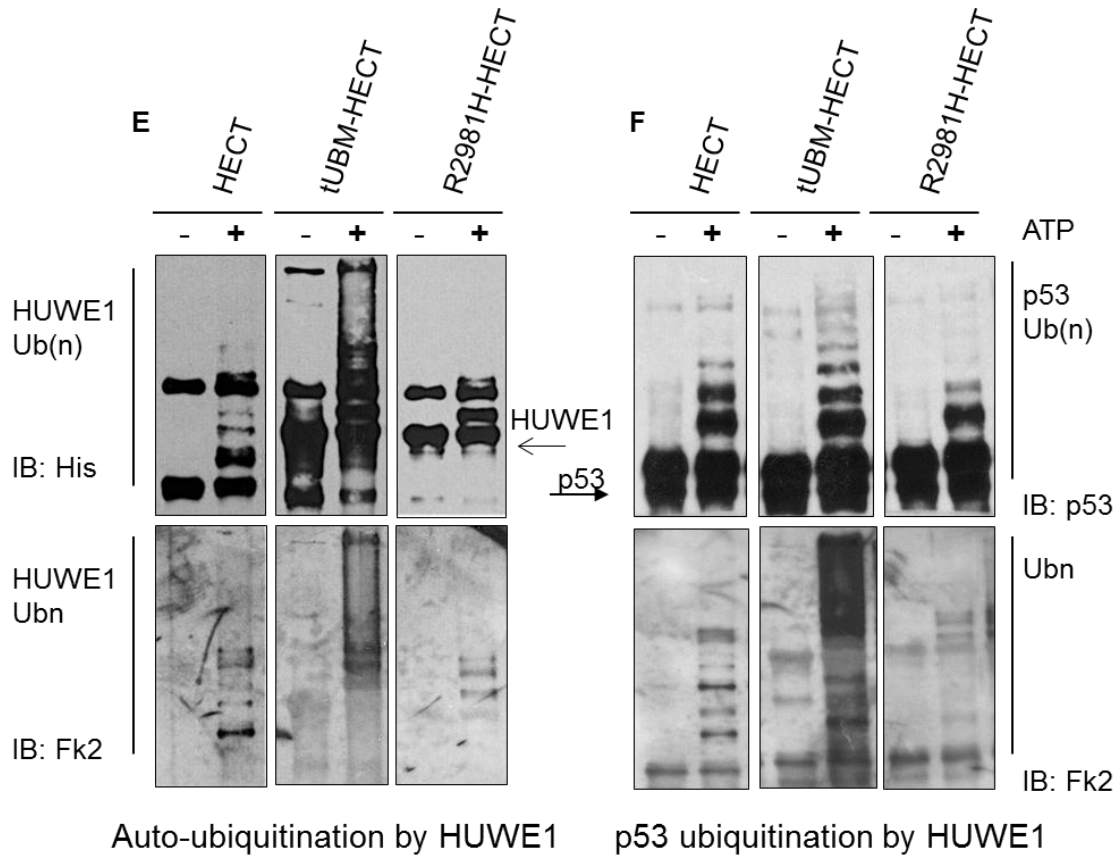 E
HECT
tUBM-HECT
R2981H-HECT
- + - + - +
HUWE1
Ub(n)
IB: His
HUWE1
HUWE1
Ubn
IB: Fk2
Auto-ubiquitination by HUWE1
F
HECT
tUBM-HECT
R2981H-HECT
- + - + - + ATP
p53
Ub(n)
p53
IB: p53
Ubn
IB: Fk2
p53 ubiquitination by HUWE1